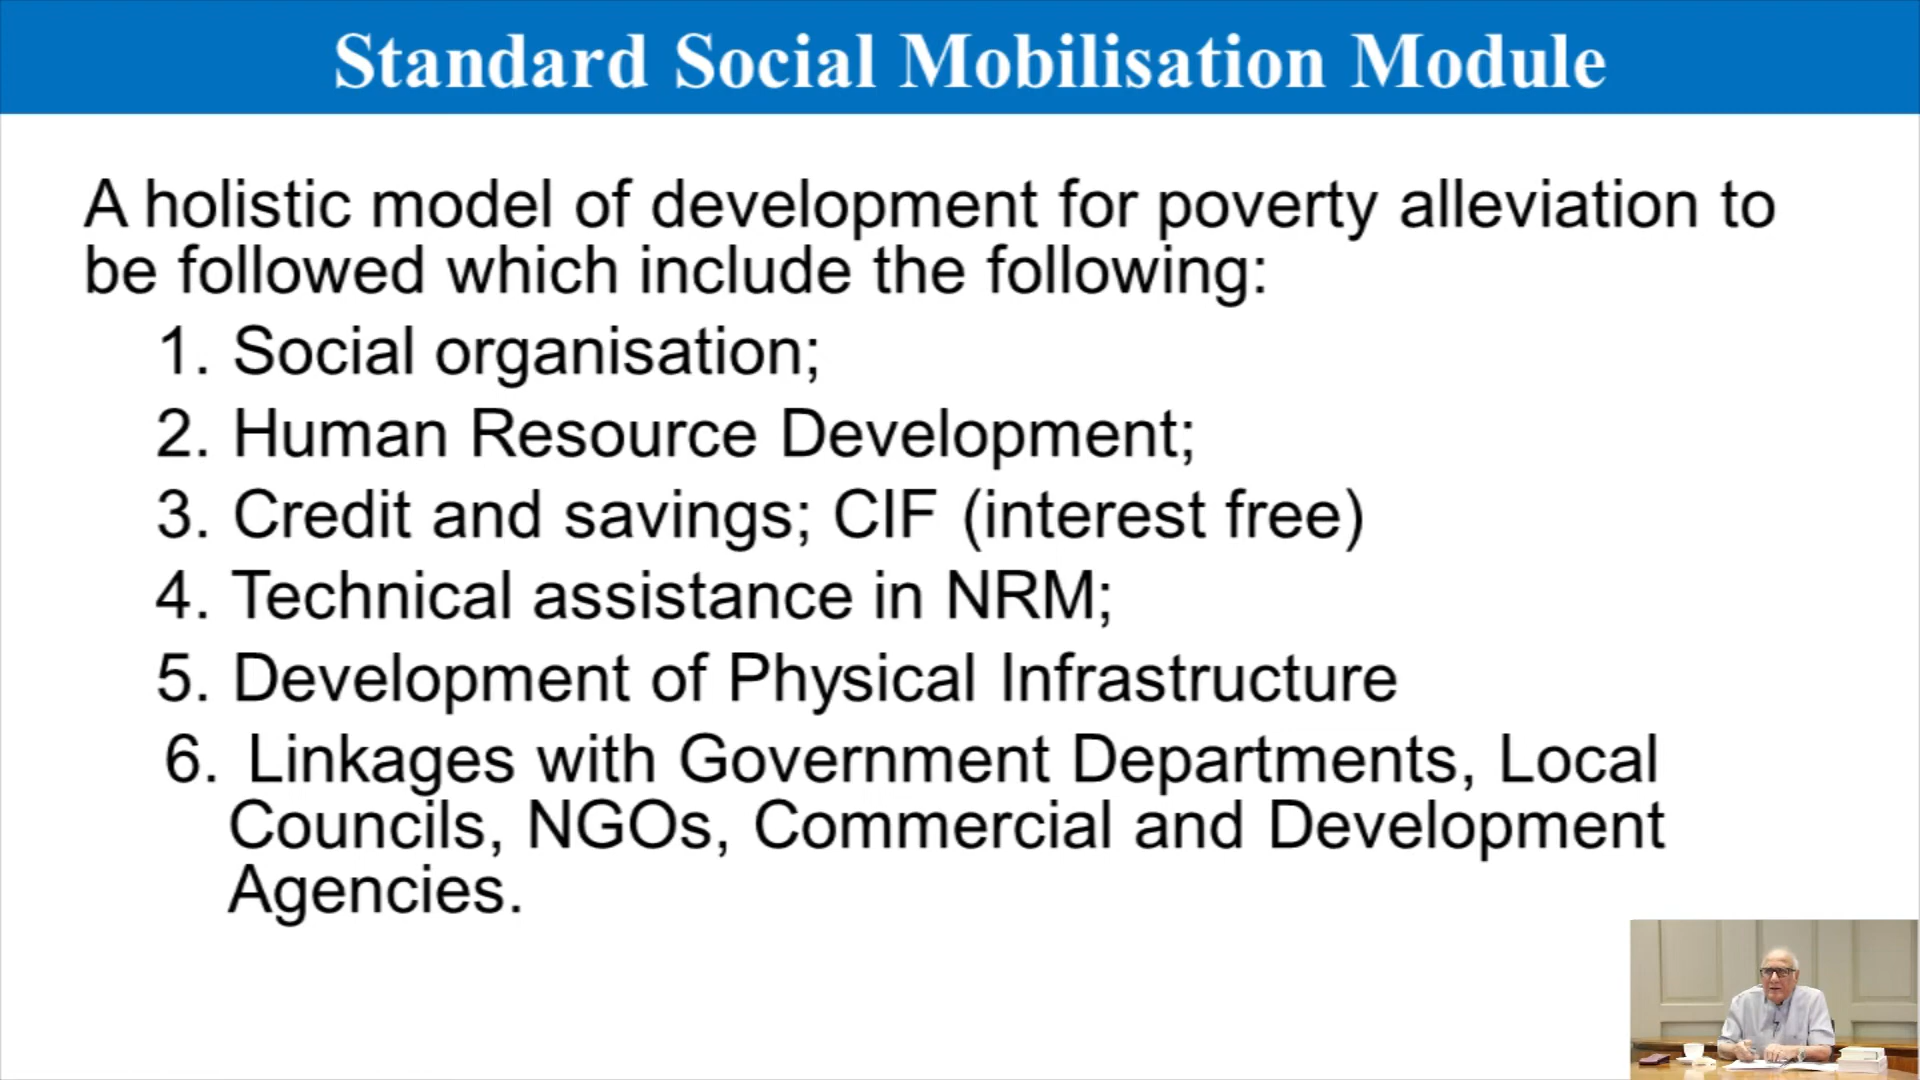 Standard Social Mobilisation Module
A holistic model of development for poverty alleviation to
be followed which include the following:
1. Social organisation;
2. Human Resource Development;
3. Credit and savings; CIF (interest free)
4. Technical assistance in NRM;
5. Development of Physical Infrastructure
6. Linkages with Government Departments, Local
Councils, NGOs, Commercial and Development
Agencies.